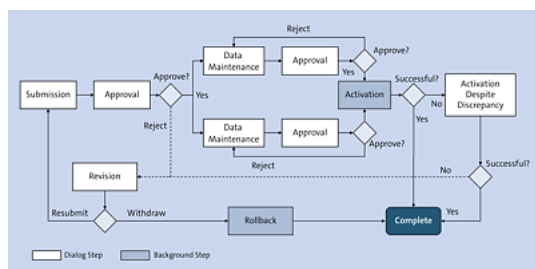 Reject
Data
Maintenance
Approval
Approve?
Yes
Submission
Approval
Approve?
Yes
Activation
Successful?
No
Yes
Activation
Despite
Discrepancy
Reject
Data
Maintenance
Approval
Approve?
Reject
Revision
No
Successful?
Resubmit
Withdraw
Rollback
Complete
Yes
Dialog Step
Background Step